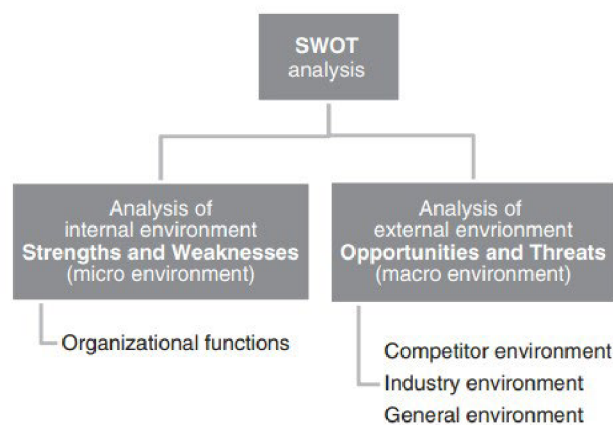 SWOT
analysis
Analysis of
internal environment
Strengths and Weaknesses
(micro environment)
Analysis of
external envrionment
Opportunities and Threats
(macro environment)
Organizational functions
Competitor environment
Industry environment
General environment